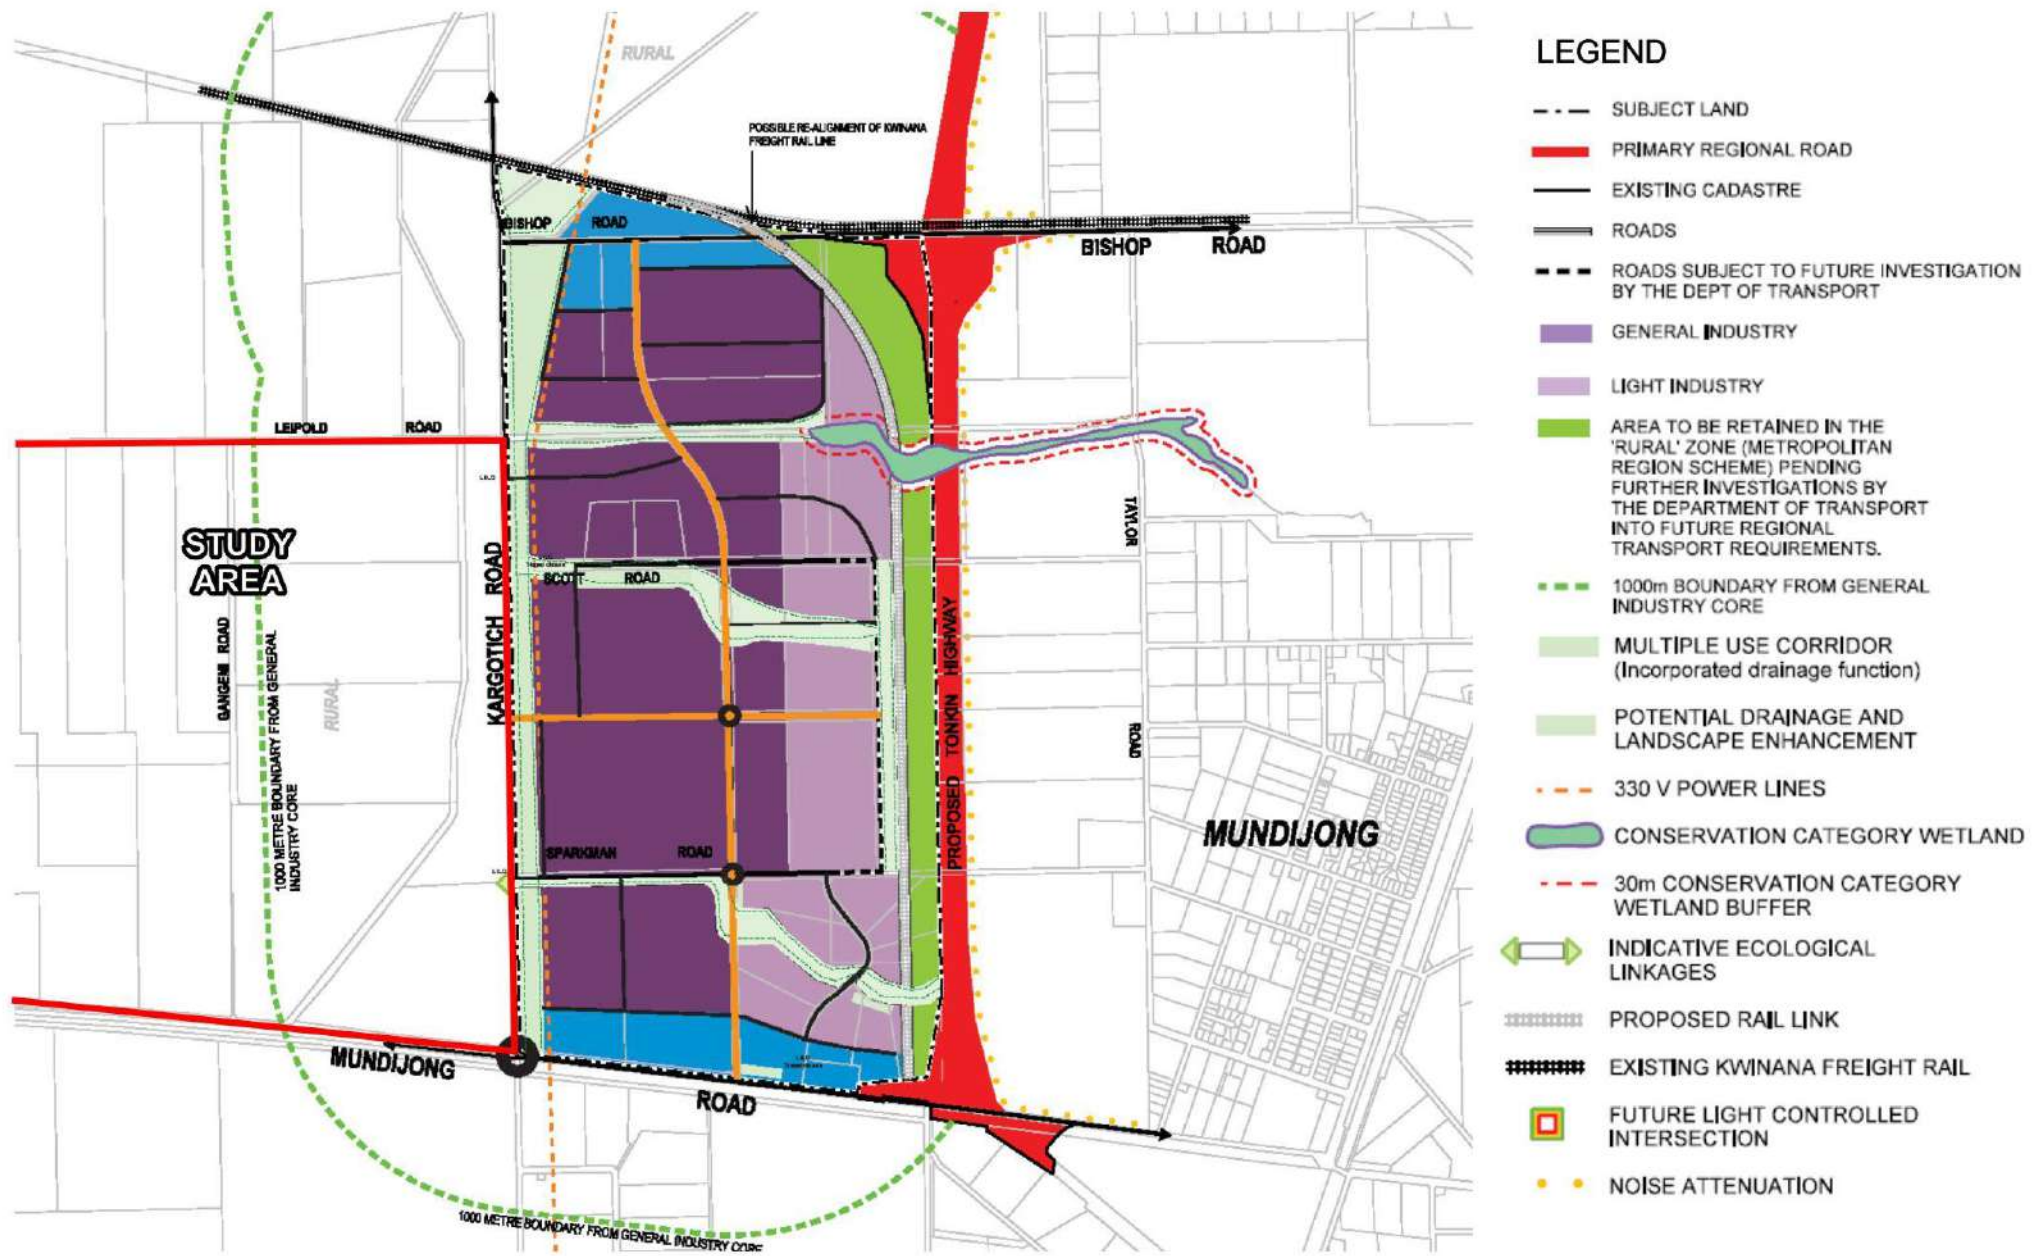 RURAL
POSSIBLE RE-ALIGNMENT OF KWINANA
FREIGHT RAIL LINE
BISHOP ROAD
BISHOP ROAD
LEIPOLD ROAD
STUDY
AREA
KARGOTICH ROAD
GANGEMI ROAD
1000 METRE BOUNDARY FROM GENERAL
INDUSTRY CORE
RURAL
SCOTT ROAD
TAYLOR
ROAD
PROPOSED TONKIN HIGHWAY
SPARKMAN ROAD
MUNDIJONG
MUNDIJONG
ROAD
1000 METRE BOUNDARY FROM GENERAL INDUSTRY CORE
LEGEND
SUBJECT LAND
PRIMARY REGIONAL ROAD
EXISTING CADASTRE
ROADS
ROADS SUBJECT TO FUTURE INVESTIGATION
BY THE DEPT OF TRANSPORT
GENERAL INDUSTRY
LIGHT INDUSTRY
AREA TO BE RETAINED IN THE
'RURAL' ZONE (METROPOLITAN
REGION SCHEME) PENDING
FURTHER INVESTIGATIONS BY
THE DEPARTMENT OF TRANSPORT
INTO FUTURE REGIONAL
TRANSPORT REQUIREMENTS.
1000m BOUNDARY FROM GENERAL
INDUSTRY CORE
MULTIPLE USE CORRIDOR
(Incorporated drainage function)
POTENTIAL DRAINAGE AND
LANDSCAPE ENHANCEMENT
330 V POWER LINES
CONSERVATION CATEGORY WETLAND
30m CONSERVATION CATEGORY
WETLAND BUFFER
INDICATIVE ECOLOGICAL
LINKAGES
PROPOSED RAIL LINK
EXISTING KWINANA FREIGHT RAIL
FUTURE LIGHT CONTROLLED
INTERSECTION
NOISE ATTENUATION